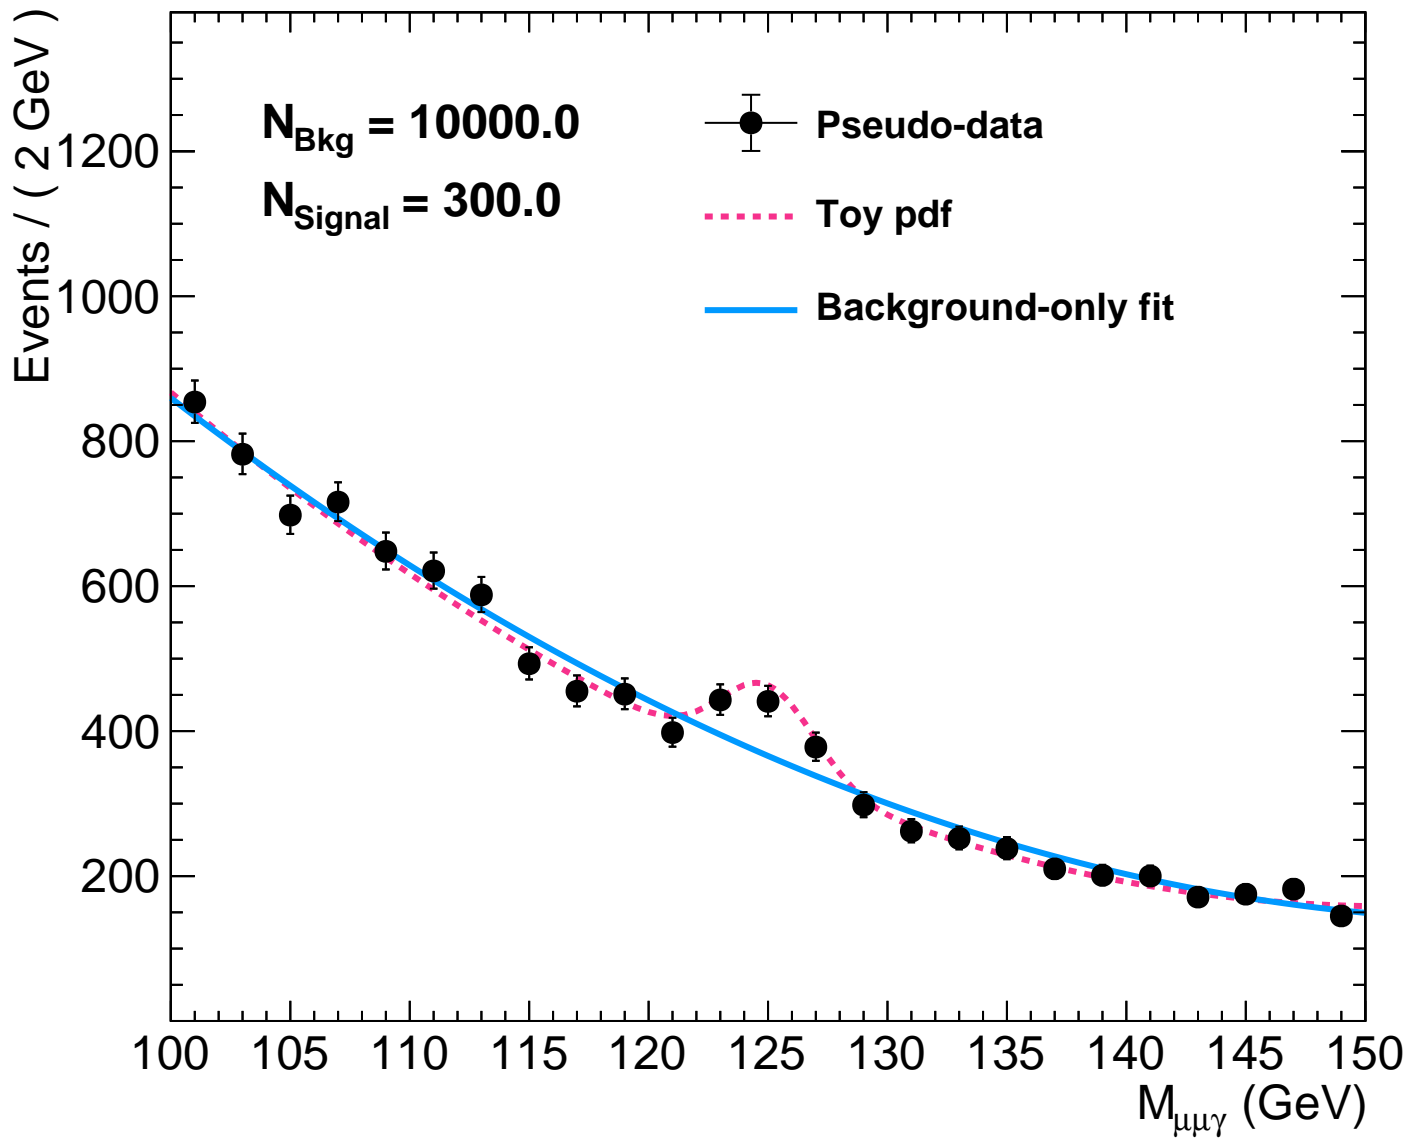 Events / ( 2 GeV )
1200
1000
800
600
400
200
N_Bkg = 10000.0
N_Signal = 300.0
Pseudo-data
Toy pdf
Background-only fit
100 105 110 115 120 125 130 135 140 145 150
M_μμγ (GeV)